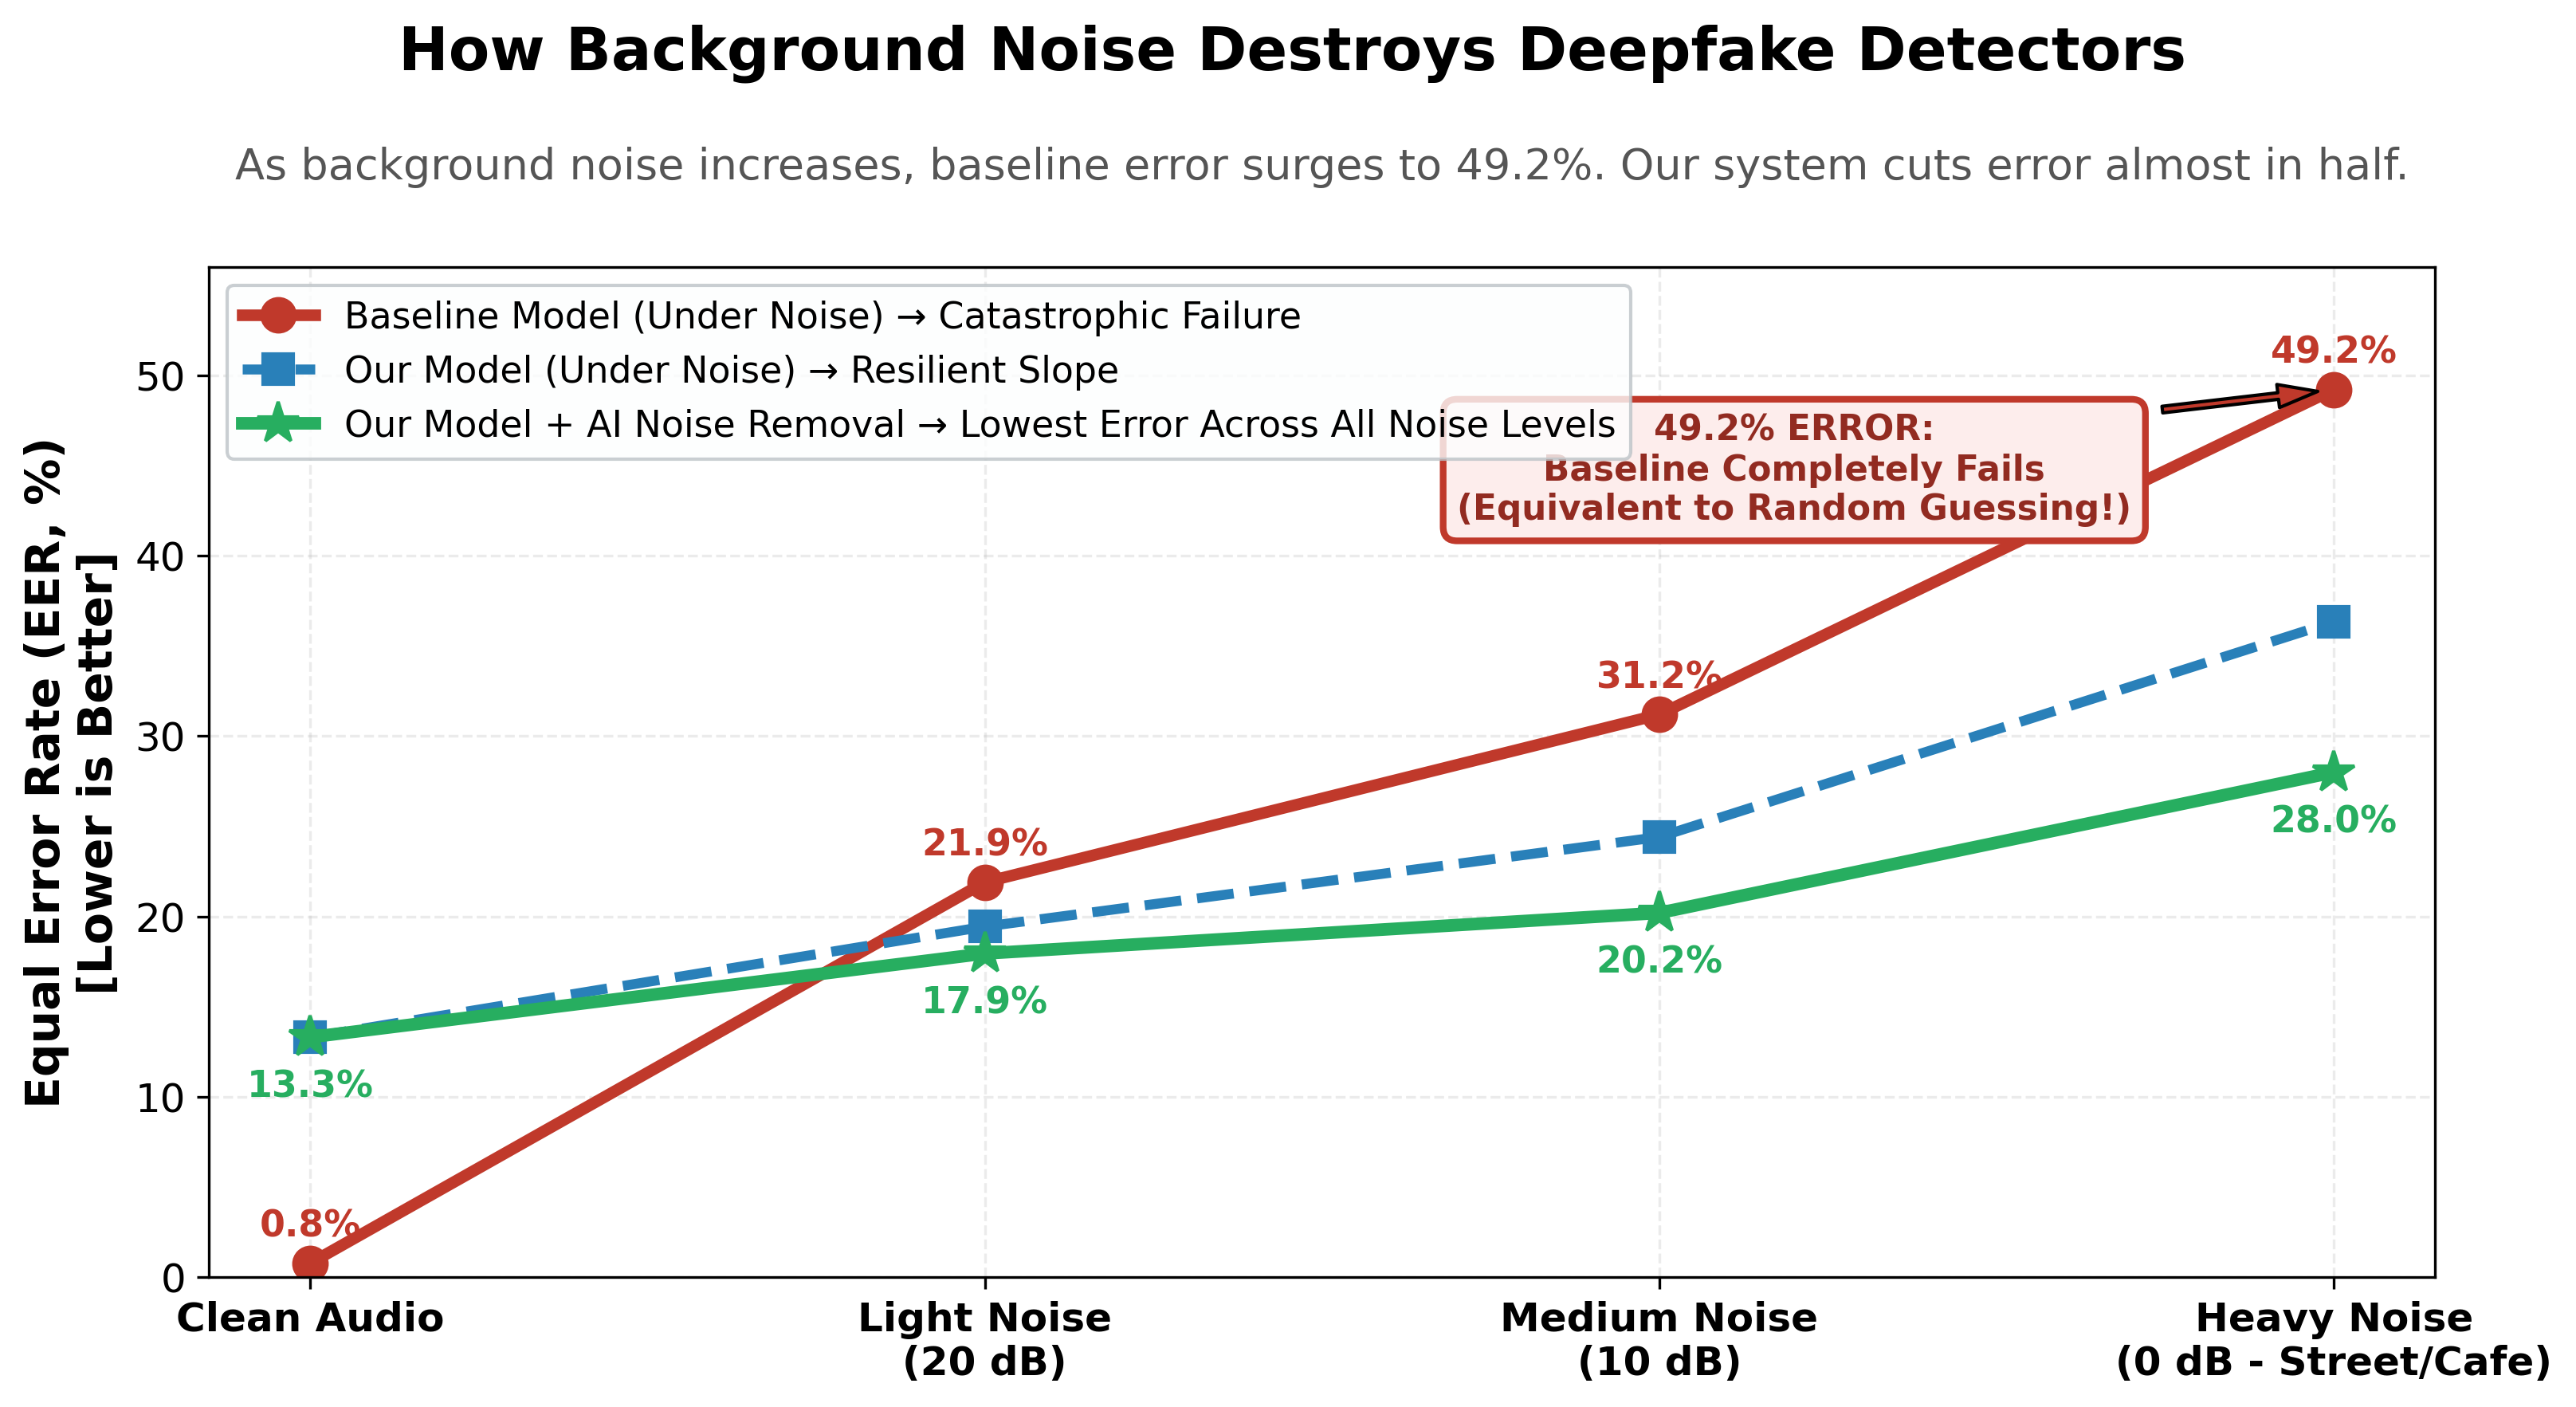 How Background Noise Destroys Deepfake Detectors
As background noise increases, baseline error surges to 49.2%. Our system cuts error almost in half.
Equal Error Rate (EER, %)
[Lower is Better]
50
40
30
20
10
0
Baseline Model (Under Noise) → Catastrophic Failure
Our Model (Under Noise) → Resilient Slope
Our Model + AI Noise Removal → Lowest Error Across All Noise Levels
49.2% ERROR:
Baseline Completely Fails
(Equivalent to Random Guessing!)
49.2%
31.2%
21.9%
0.8%
13.3%
17.9%
20.2%
28.0%
Clean Audio
Light Noise
(20 dB)
Medium Noise
(10 dB)
Heavy Noise
(0 dB - Street/Cafe)